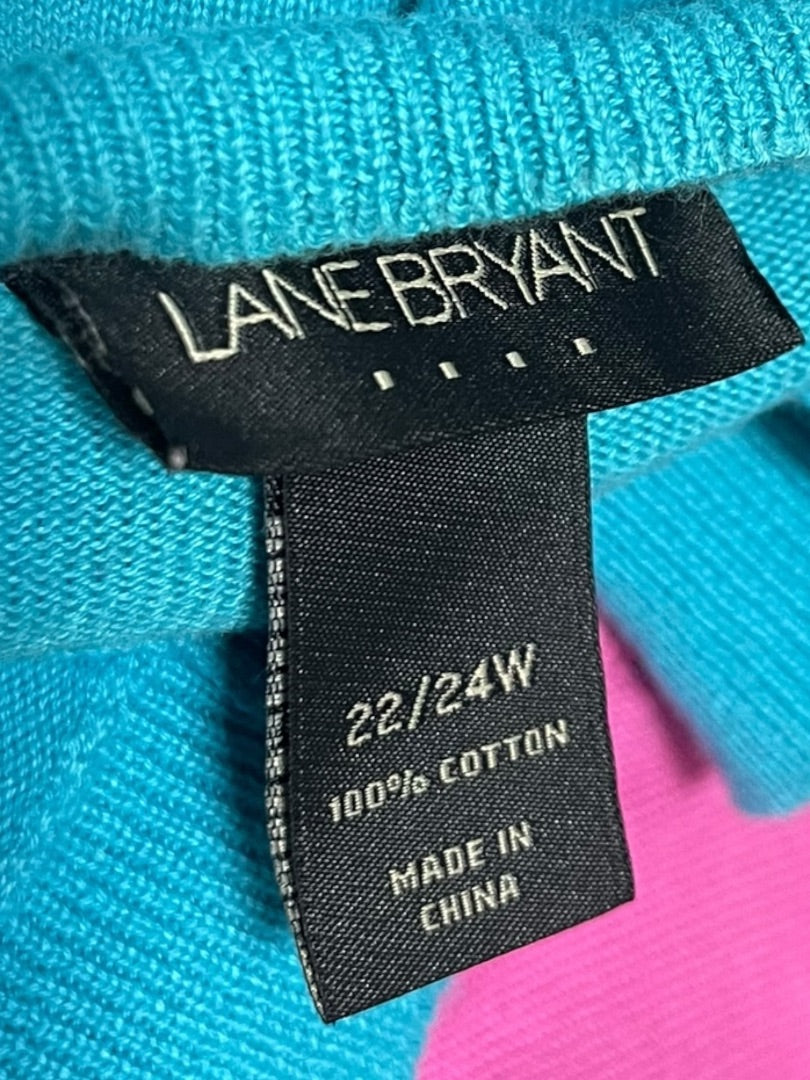 LANE BRYANT
22/24W
100% COTTON
MADE IN
CHINA